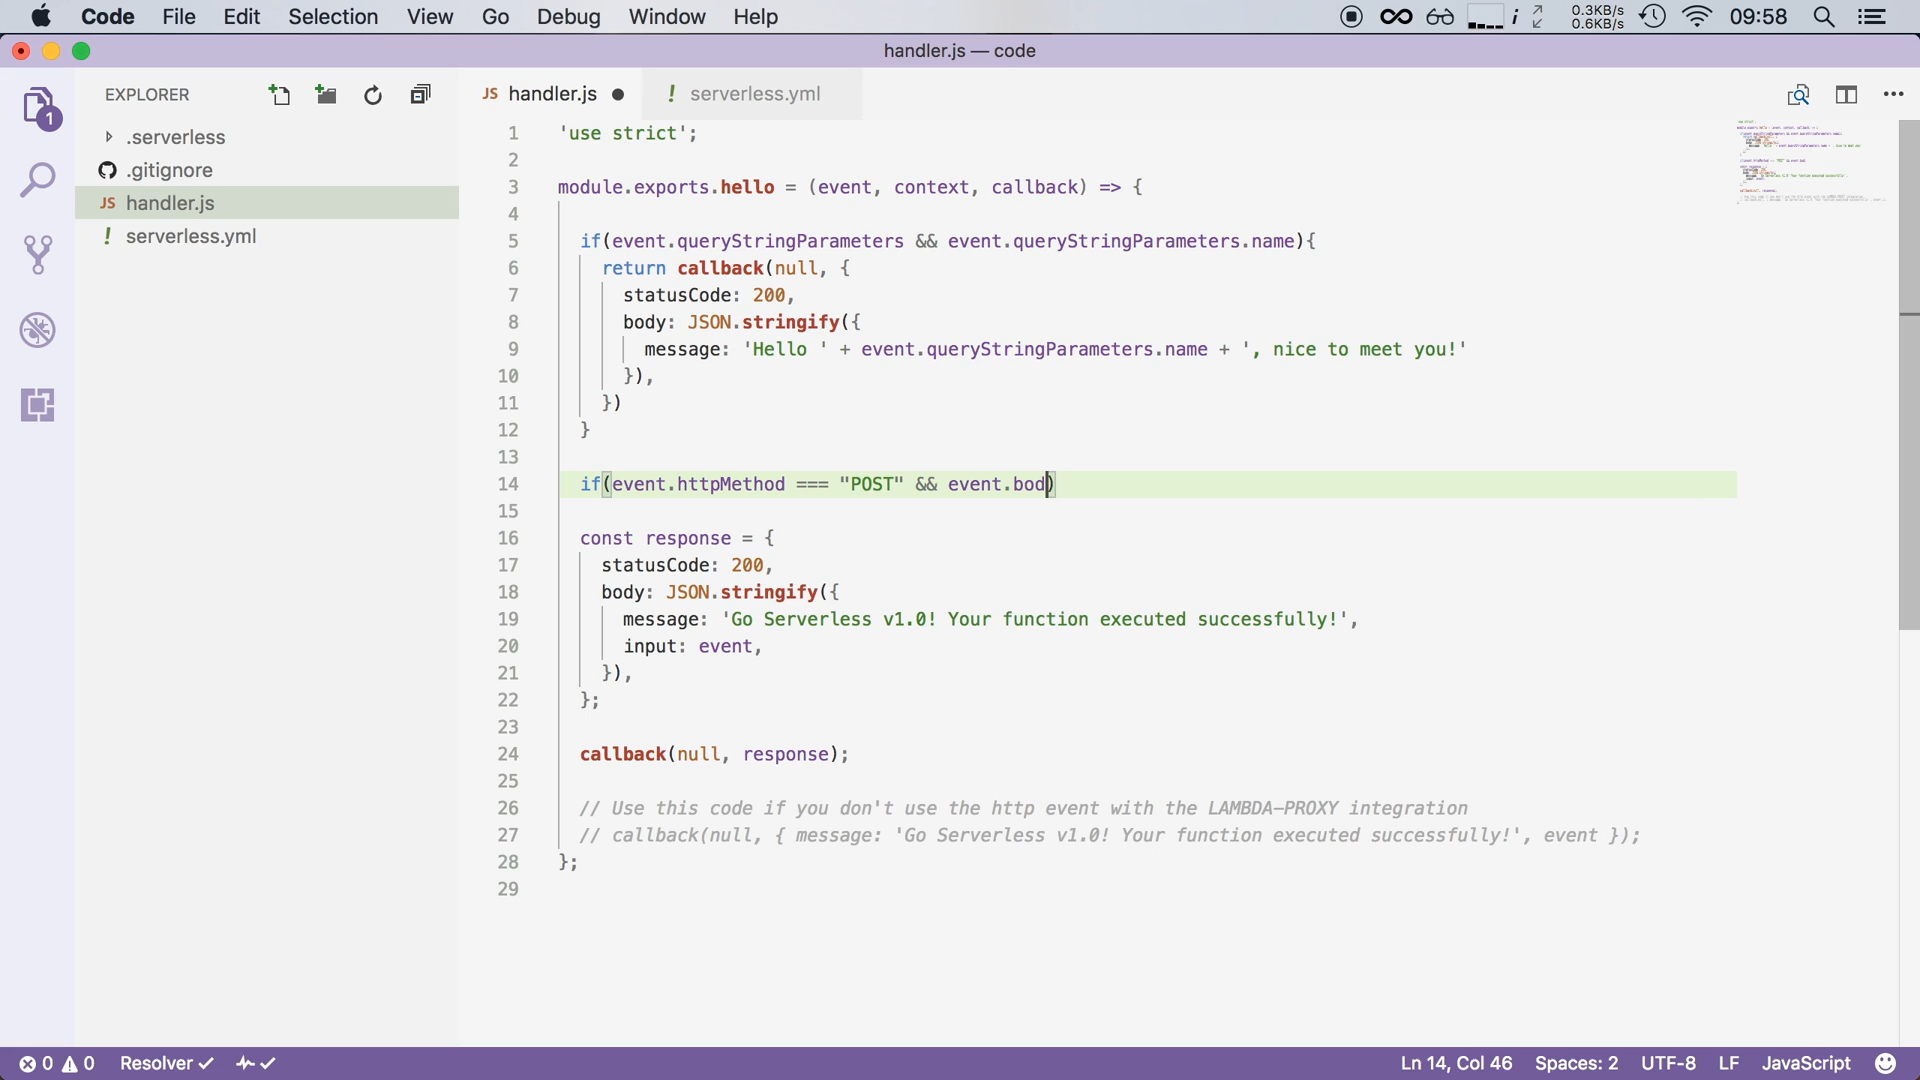 Code File Edit Selection View Go Debug Window Help
0.3KB/s
0.6KB/s
09:58
handler.js — code
1
EXPLORER
.serverless
.gitignore
JS handler.js
! serverless.yml
JS handler.js
! serverless.yml
1 'use strict';
2
3 module.exports.hello = (event, context, callback) => {
4
5 if(event.queryStringParameters && event.queryStringParameters.name){
6 return callback(null, {
7 statusCode: 200,
8 body: JSON.stringify({
9 message: 'Hello ' + event.queryStringParameters.name + ', nice to meet you!'
10 }),
11 })
12 }
13
14 if(event.httpMethod === "POST" && event.bod)
15
16 const response = {
17 statusCode: 200,
18 body: JSON.stringify({
19 message: 'Go Serverless v1.0! Your function executed successfully!',
20 input: event,
21 }),
22 };
23
24 callback(null, response);
25
26 // Use this code if you don't use the http event with the LAMBDA-PROXY integration
27 // callback(null, { message: 'Go Serverless v1.0! Your function executed successfully!', event });
28 };
29
0 0 Resolver Ln 14, Col 46 Spaces: 2 UTF-8 LF JavaScript